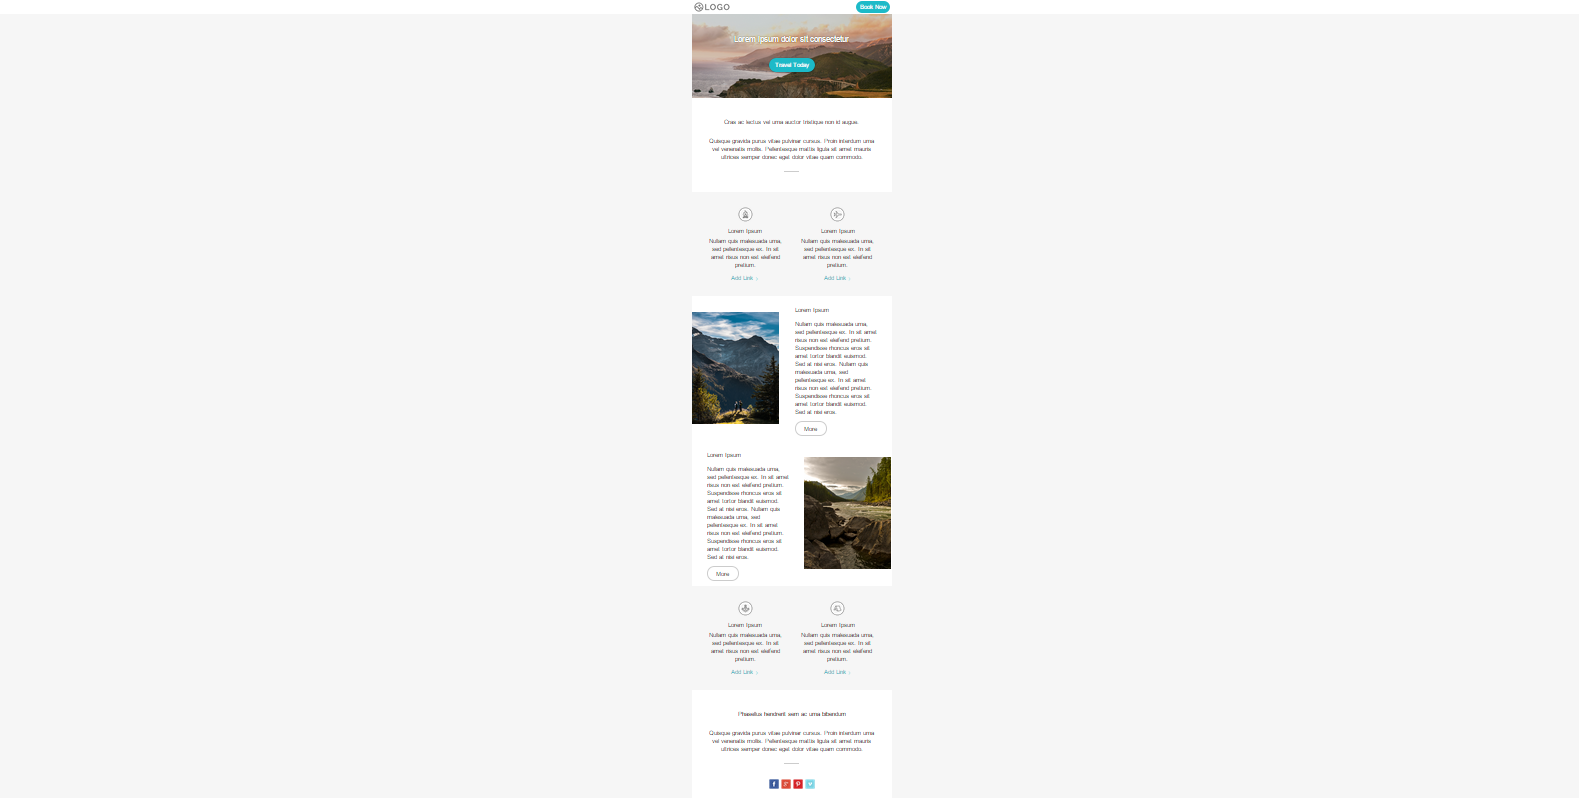 LOGO
Book Now
Lorem ipsum dolor sit consectetur
Travel Today
Cras ac lectus vel urna auctor tristique non id augue.
Quisque gravida purus vitae pulvinar cursus. Proin interdum urna
vel venenatis mollis. Pellentesque mattis ligula sit amet mauris
ultrices semper donec eget dolor vitae quam commodo.
Lorem Ipsum
Nullam quis malesuada urna,
sed pellentesque ex. In sit
amet risus non est eleifend
pretium.
Add Link
Lorem Ipsum
Nullam quis malesuada urna,
sed pellentesque ex. In sit
amet risus non est eleifend
pretium.
Add Link
Lorem Ipsum
Nullam quis malesuada urna,
sed pellentesque ex. In sit amet
risus non est eleifend pretium.
Suspendisse rhoncus eros sit
amet tortor blandit euismod.
Sed at nisi eros. Nullam quis
malesuada urna, sed
pellentesque ex. In sit amet
risus non est eleifend pretium.
Suspendisse rhoncus eros sit
amet tortor blandit euismod.
Sed at nisi eros.
More
Lorem Ipsum
Nullam quis malesuada urna,
sed pellentesque ex. In sit amet
risus non est eleifend pretium.
Suspendisse rhoncus eros sit
amet tortor blandit euismod.
Sed at nisi eros. Nullam quis
malesuada urna, sed
pellentesque ex. In sit amet
risus non est eleifend pretium.
Suspendisse rhoncus eros sit
amet tortor blandit euismod.
Sed at nisi eros.
More
Lorem Ipsum
Nullam quis malesuada urna,
sed pellentesque ex. In sit
amet risus non est eleifend
pretium.
Add Link
Lorem Ipsum
Nullam quis malesuada urna,
sed pellentesque ex. In sit
amet risus non est eleifend
pretium.
Add Link
Phasellus hendrerit sem ac urna bibendum
Quisque gravida purus vitae pulvinar cursus. Proin interdum urna
vel venenatis mollis. Pellentesque mattis ligula sit amet mauris
ultrices semper donec eget dolor vitae quam commodo.